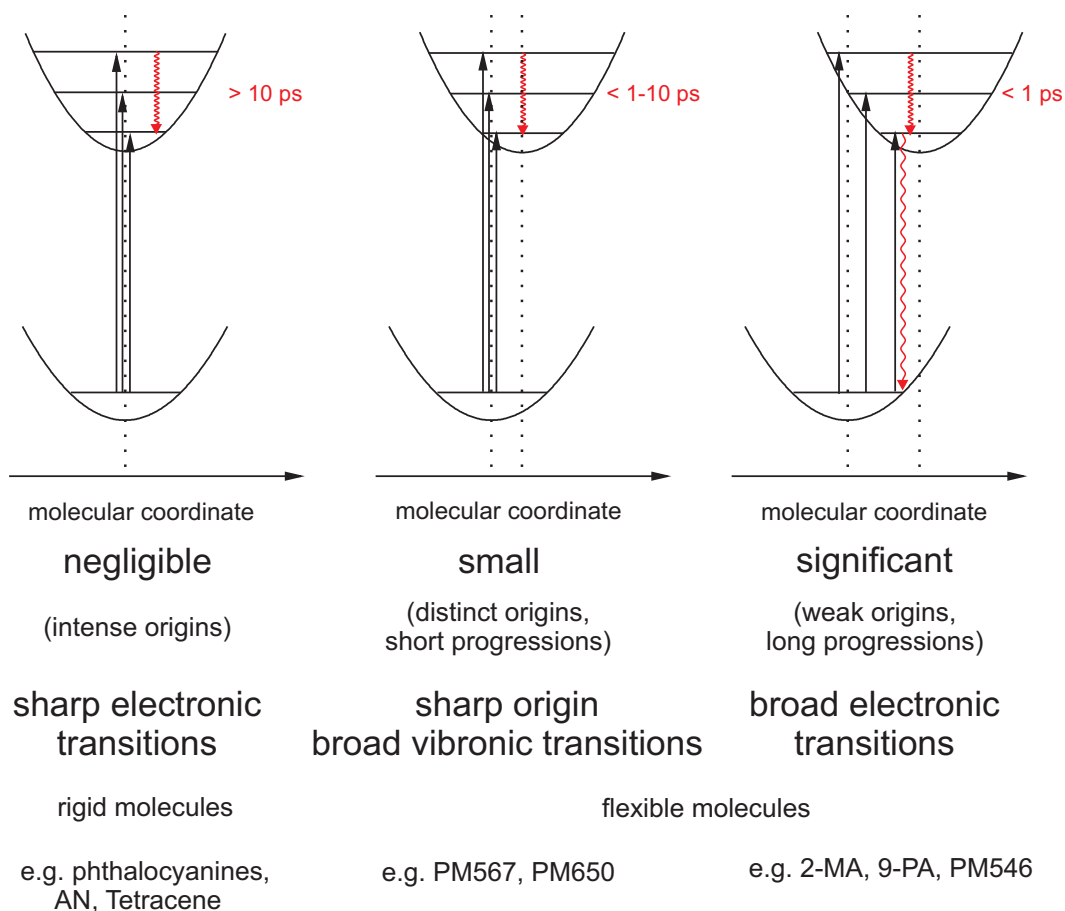 > 10 ps
< 1-10 ps
< 1 ps
molecular coordinate
molecular coordinate
molecular coordinate
negligible
small
significant
(intense origins)
(distinct origins,
short progressions)
(weak origins,
long progressions)
sharp electronic
transitions
sharp origin
broad vibronic transitions
broad electronic
transitions
rigid molecules
flexible molecules
e.g. phthalocyanines,
AN, Tetracene
e.g. PM567, PM650
e.g. 2-MA, 9-PA, PM546